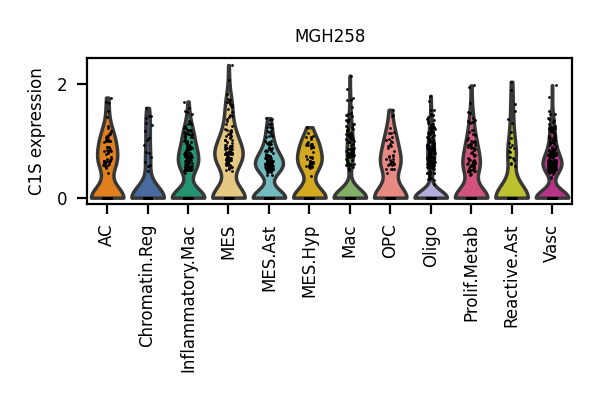 MGH258
C1S expression
2
0
AC
Chromatin.Reg
Inflammatory.Mac
MES
MES.Ast
MES.Hyp
Mac
OPC
Oligo
Prolif.Metab
Reactive.Ast
Vasc